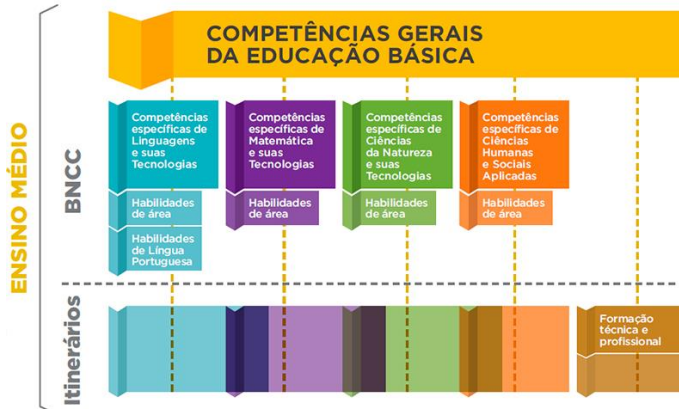 COMPETÊNCIAS GERAIS
DA EDUCAÇÃO BÁSICA
ENSINO MÉDIO
BNCC
Competências
específicas de
Linguagens
e suas
Tecnologias
Habilidades
de área
Habilidades
de Língua
Portuguesa
Competências
específicas de
Matemática
e suas
Tecnologias
Habilidades
de área
Competências
específicas de
Ciências
da Natureza
e suas
Tecnologias
Habilidades
de área
Competências
específicas de
Ciências
Humanas
e Sociais
Aplicadas
Habilidades
de área
Itinerários
Formação
técnica e
profissional